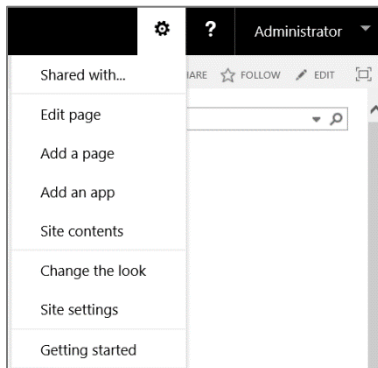 ? Administrator
Shared with...
ARE FOLLOW EDIT
Edit page
Add a page
Add an app
Site contents
Change the look
Site settings
Getting started